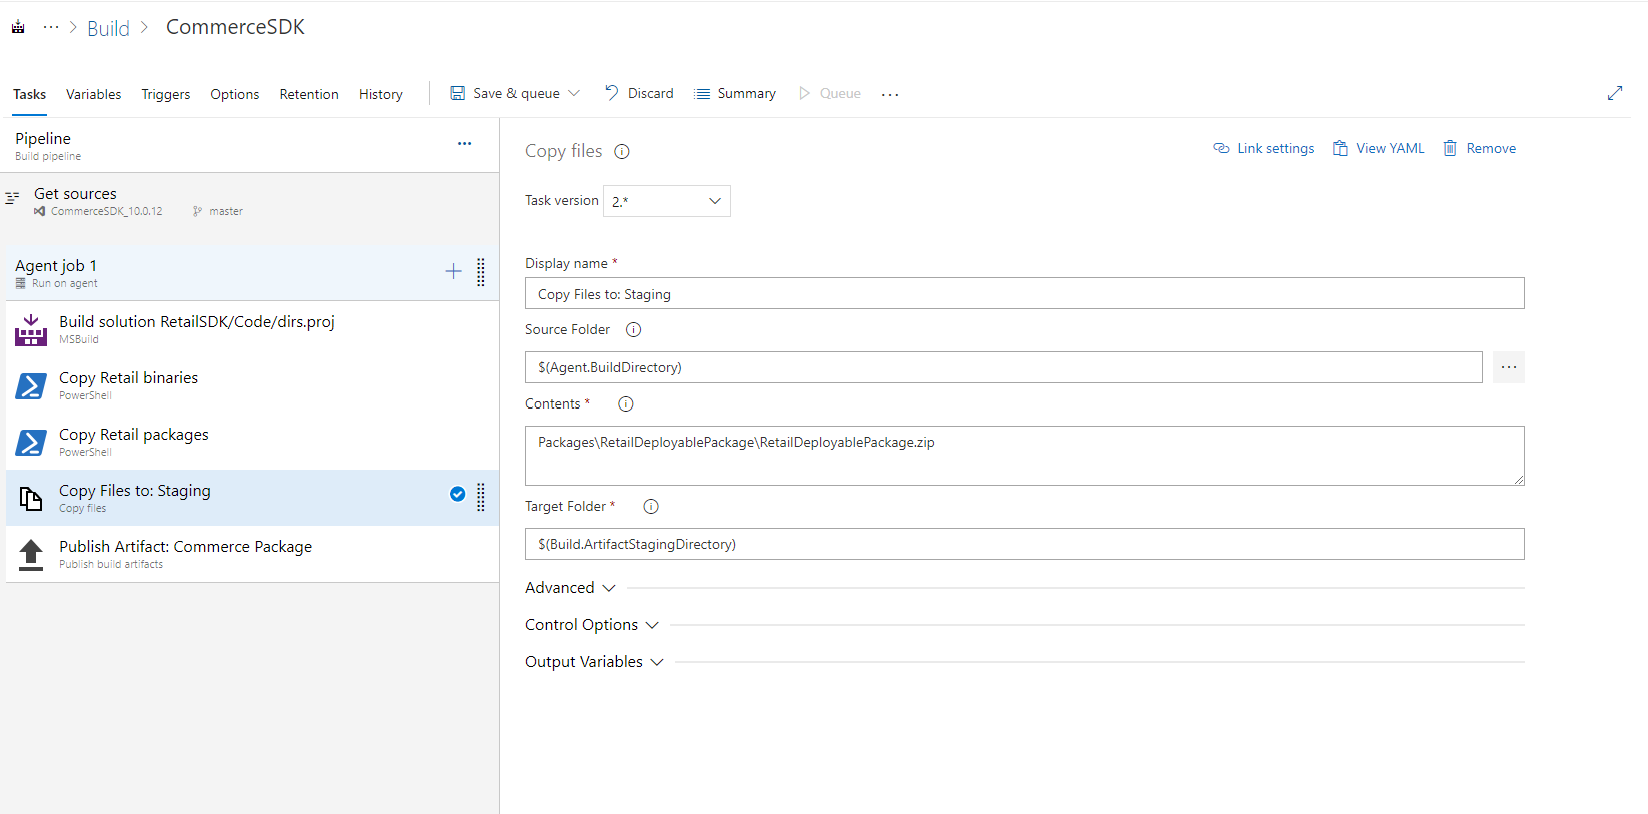 Build CommerceSDK
Tasks Variables Triggers Options Retention History Save & queue Discard Summary Queue
Pipeline
Build pipeline
Get sources
CommerceSDK_10.0.12 master
Agent job 1
Run on agent
Build solution RetailSDK/Code/dirs.proj
MSBuild
Copy Retail binaries
PowerShell
Copy Retail packages
PowerShell
Copy Files to: Staging
Copy files
Publish Artifact: Commerce Package
Publish build artifacts
Copy files
Link settings View YAML Remove
Task version 2.*
Display name *
Copy Files to: Staging
Source Folder
$(Agent.BuildDirectory)
Contents *
Packages\RetailDeployablePackage\RetailDeployablePackage.zip
Target Folder *
$(Build.ArtifactStagingDirectory)
Advanced
Control Options
Output Variables